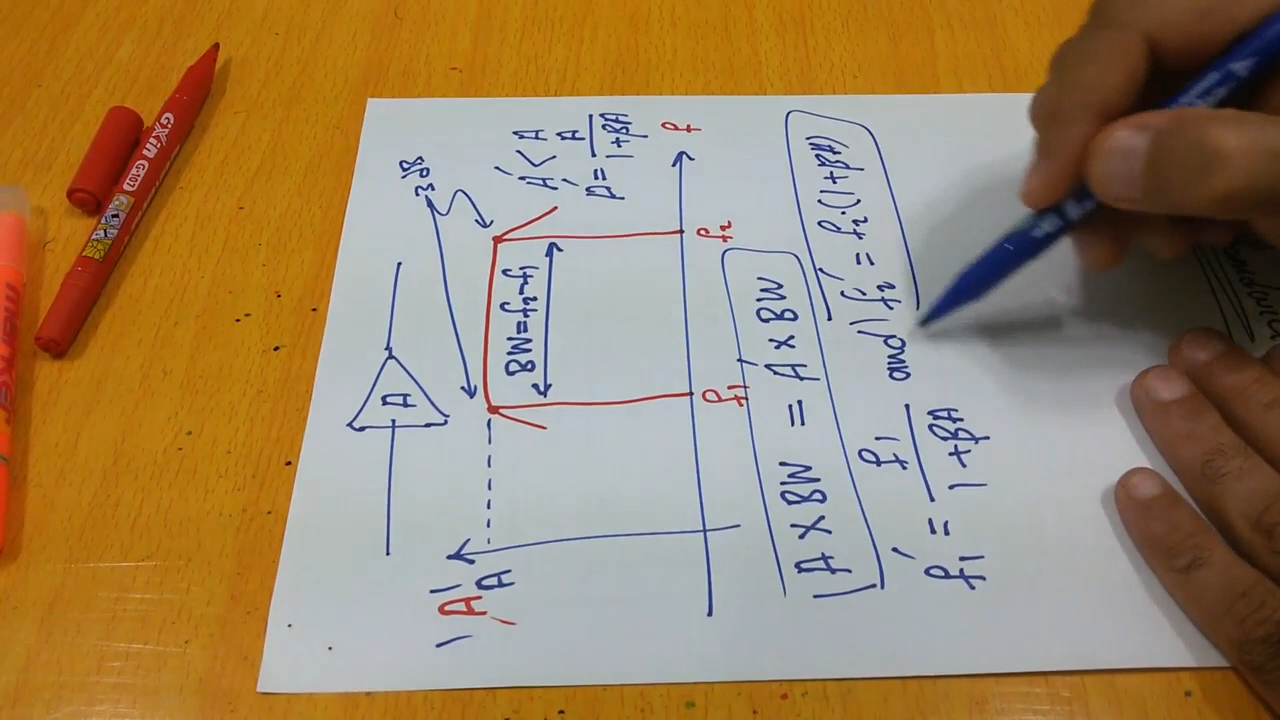 A
3dB
|A|
A
BW=f₂-f₁
A' < A
A' = A / (1+βA)
f
f₁
f₂
A × BW = A' × BW
f₁' = f₁ / (1+βA) and f₂' = f₂·(1+βA)
GXin G-107
MARKER